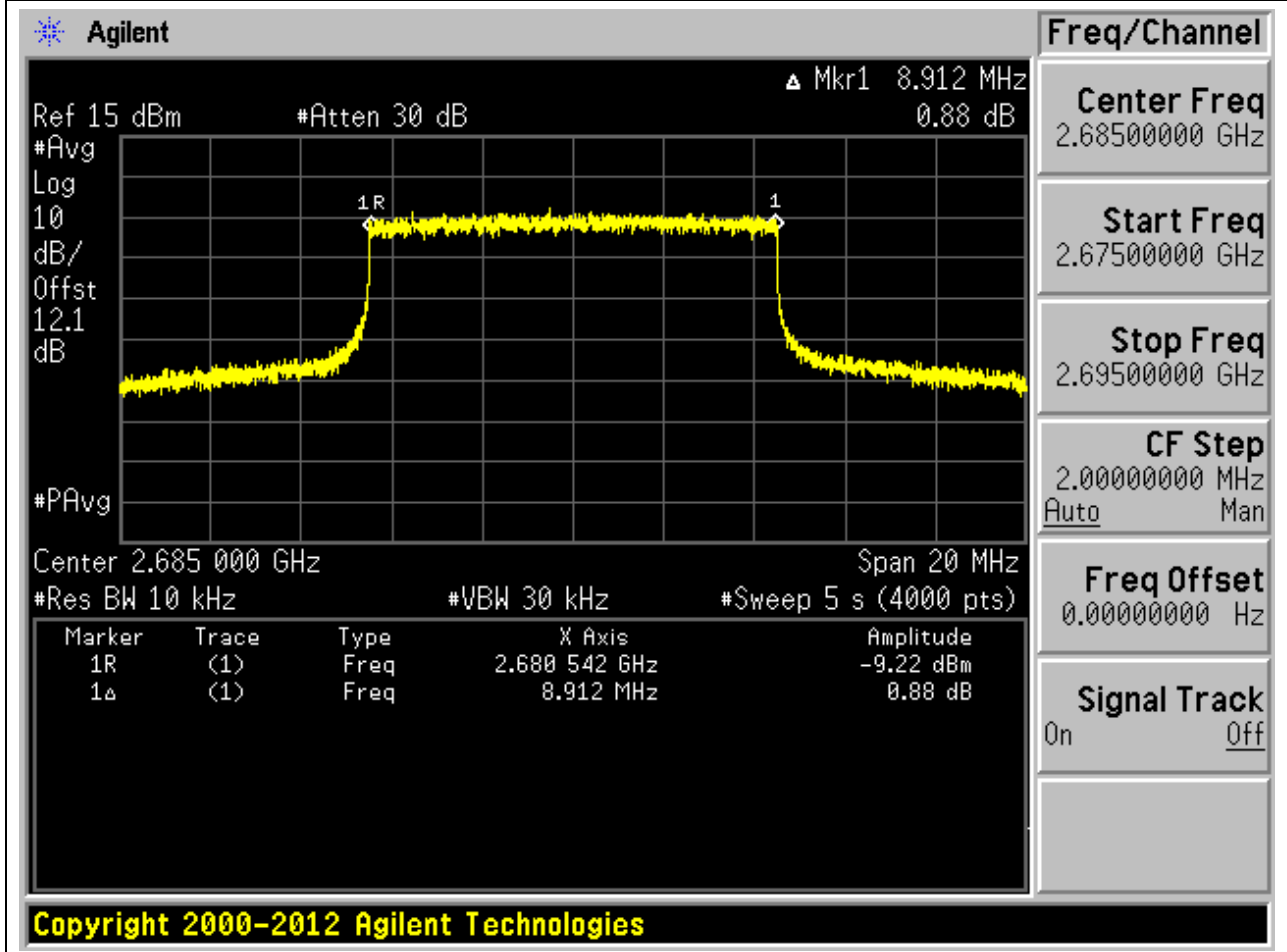 Agilent
Freq/Channel
Δ Mkr1 8.912 MHz
Ref 15 dBm #Atten 30 dB 0.88 dB
#Avg
Log
10
dB/
Offst
12.1
dB
1R
1
#PAvg
Center 2.685 000 GHz Span 20 MHz
#Res BW 10 kHz #VBW 30 kHz #Sweep 5 s (4000 pts)
Marker Trace Type X Axis Amplitude
1R (1) Freq 2.680 542 GHz -9.22 dBm
1Δ (1) Freq 8.912 MHz 0.88 dB
Center Freq
2.68500000 GHz
Start Freq
2.67500000 GHz
Stop Freq
2.69500000 GHz
CF Step
2.00000000 MHz
Auto Man
Freq Offset
0.00000000 Hz
Signal Track
On Off
Copyright 2000-2012 Agilent Technologies